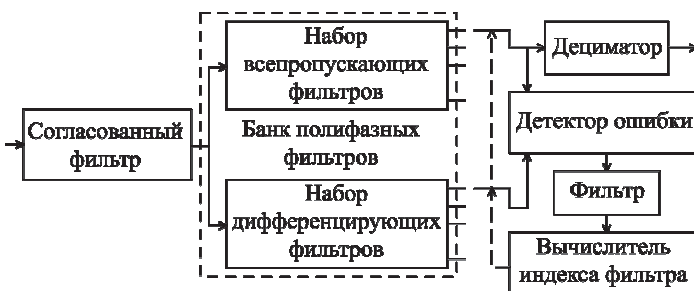 Набор
всепропускающих
фильтров
Дециматор
Согласованный
фильтр
Банк полифазных
фильтров
Детектор ошибки
Набор
дифференцирующих
фильтров
Фильтр
Вычислитель
индекса фильтра